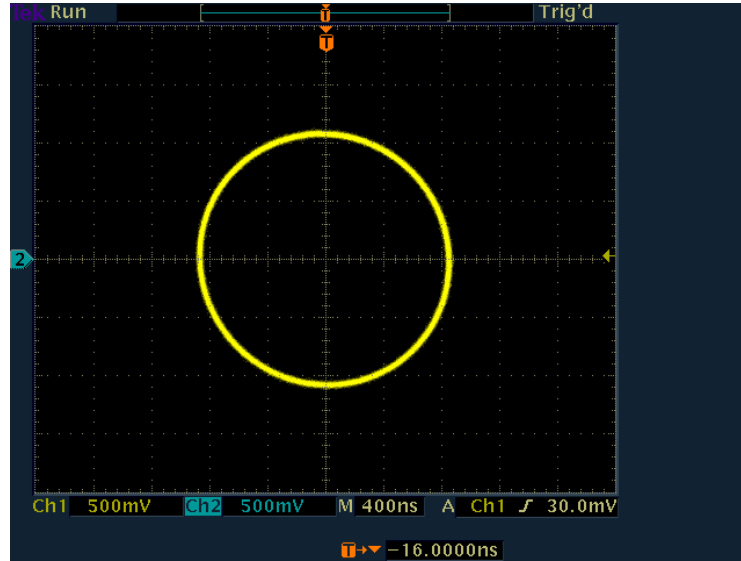 Tek Run Trig'd
T
T
2
Ch1 500mV Ch2 500mV M 400ns A Ch1 30.0mV
T -16.0000ns